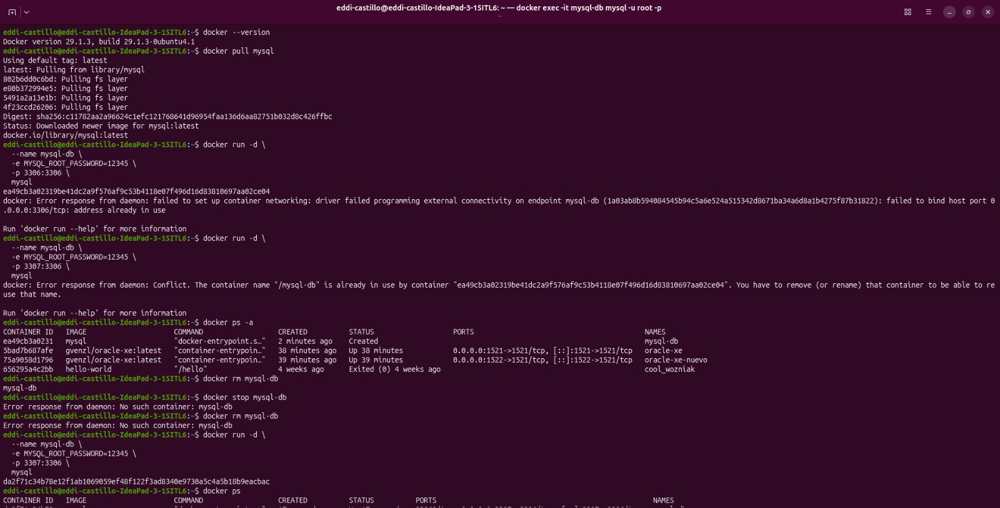 eddi-castillo@eddi-castillo-IdeaPad-3-15ITL6: ~ — docker exec -it mysql-db mysql -u root -p
~
eddi-castillo@eddi-castillo-IdeaPad-3-15ITL6:~$ docker --version
Docker version 29.1.3, build 29.1.3-0ubuntu4.1
eddi-castillo@eddi-castillo-IdeaPad-3-15ITL6:~$ docker pull mysql
Using default tag: latest
latest: Pulling from library/mysql
802b6dd0c6bd: Pulling fs layer
e80b372994e5: Pulling fs layer
5491a2a13e1b: Pulling fs layer
4f23ccd26206: Pulling fs layer
Digest: sha256:c11782aa2a96624c1efc121768641d96954faa136d6aa82751b032d8c426ffbc
Status: Downloaded newer image for mysql:latest
docker.io/library/mysql:latest
eddi-castillo@eddi-castillo-IdeaPad-3-15ITL6:~$ docker run -d \
  --name mysql-db \
  -e MYSQL_ROOT_PASSWORD=12345 \
  -p 3306:3306 \
  mysql
ea49cb3a02319be41dc2a9f576af9c53b4118e07f496d16d83810697aa02ce04
docker: Error response from daemon: failed to set up container networking: driver failed programming external connectivity on endpoint mysql-db (1a03ab8b594084545b94c5a6e524a515342d8671ba34a6d8a1b4275f87b31822): failed to bind host port 0
.0.0.0:3306/tcp: address already in use
Run 'docker run --help' for more information
eddi-castillo@eddi-castillo-IdeaPad-3-15ITL6:~$ docker run -d \
  --name mysql-db \
  -e MYSQL_ROOT_PASSWORD=12345 \
  -p 3307:3306 \
  mysql
docker: Error response from daemon: Conflict. The container name "/mysql-db" is already in use by container "ea49cb3a02319be41dc2a9f576af9c53b4118e07f496d16d83810697aa02ce04". You have to remove (or rename) that container to be able to re
use that name.
Run 'docker run --help' for more information
eddi-castillo@eddi-castillo-IdeaPad-3-15ITL6:~$ docker ps -a
CONTAINER ID   IMAGE                     COMMAND                  CREATED          STATUS                   PORTS                                         NAMES
ea49cb3a0231   mysql                     "docker-entrypoint.s…"   2 minutes ago    Created                                                                mysql-db
5bad7b687afe   gvenzl/oracle-xe:latest   "container-entrypoin…"   38 minutes ago   Up 38 minutes            0.0.0.0:1521->1521/tcp, [::]:1521->1521/tcp   oracle-xe
75a9058d1796   gvenzl/oracle-xe:latest   "container-entrypoin…"   39 minutes ago   Up 39 minutes            0.0.0.0:1522->1521/tcp, [::]:1522->1521/tcp   oracle-xe-nuevo
656295a4c2bb   hello-world               "/hello"                 4 weeks ago      Exited (0) 4 weeks ago                                                 cool_wozniak
eddi-castillo@eddi-castillo-IdeaPad-3-15ITL6:~$ docker rm mysql-db
mysql-db
eddi-castillo@eddi-castillo-IdeaPad-3-15ITL6:~$ docker stop mysql-db
Error response from daemon: No such container: mysql-db
eddi-castillo@eddi-castillo-IdeaPad-3-15ITL6:~$ docker rm mysql-db
Error response from daemon: No such container: mysql-db
eddi-castillo@eddi-castillo-IdeaPad-3-15ITL6:~$ docker run -d \
  --name mysql-db \
  -e MYSQL_ROOT_PASSWORD=12345 \
  -p 3307:3306 \
  mysql
da2f71c34b78e12f1ab1069059ef48f122f3ad8340e9730a5c4a5b18b9eacbac
eddi-castillo@eddi-castillo-IdeaPad-3-15ITL6:~$ docker ps
CONTAINER ID   IMAGE                     COMMAND                  CREATED          STATUS          PORTS                                                    NAMES